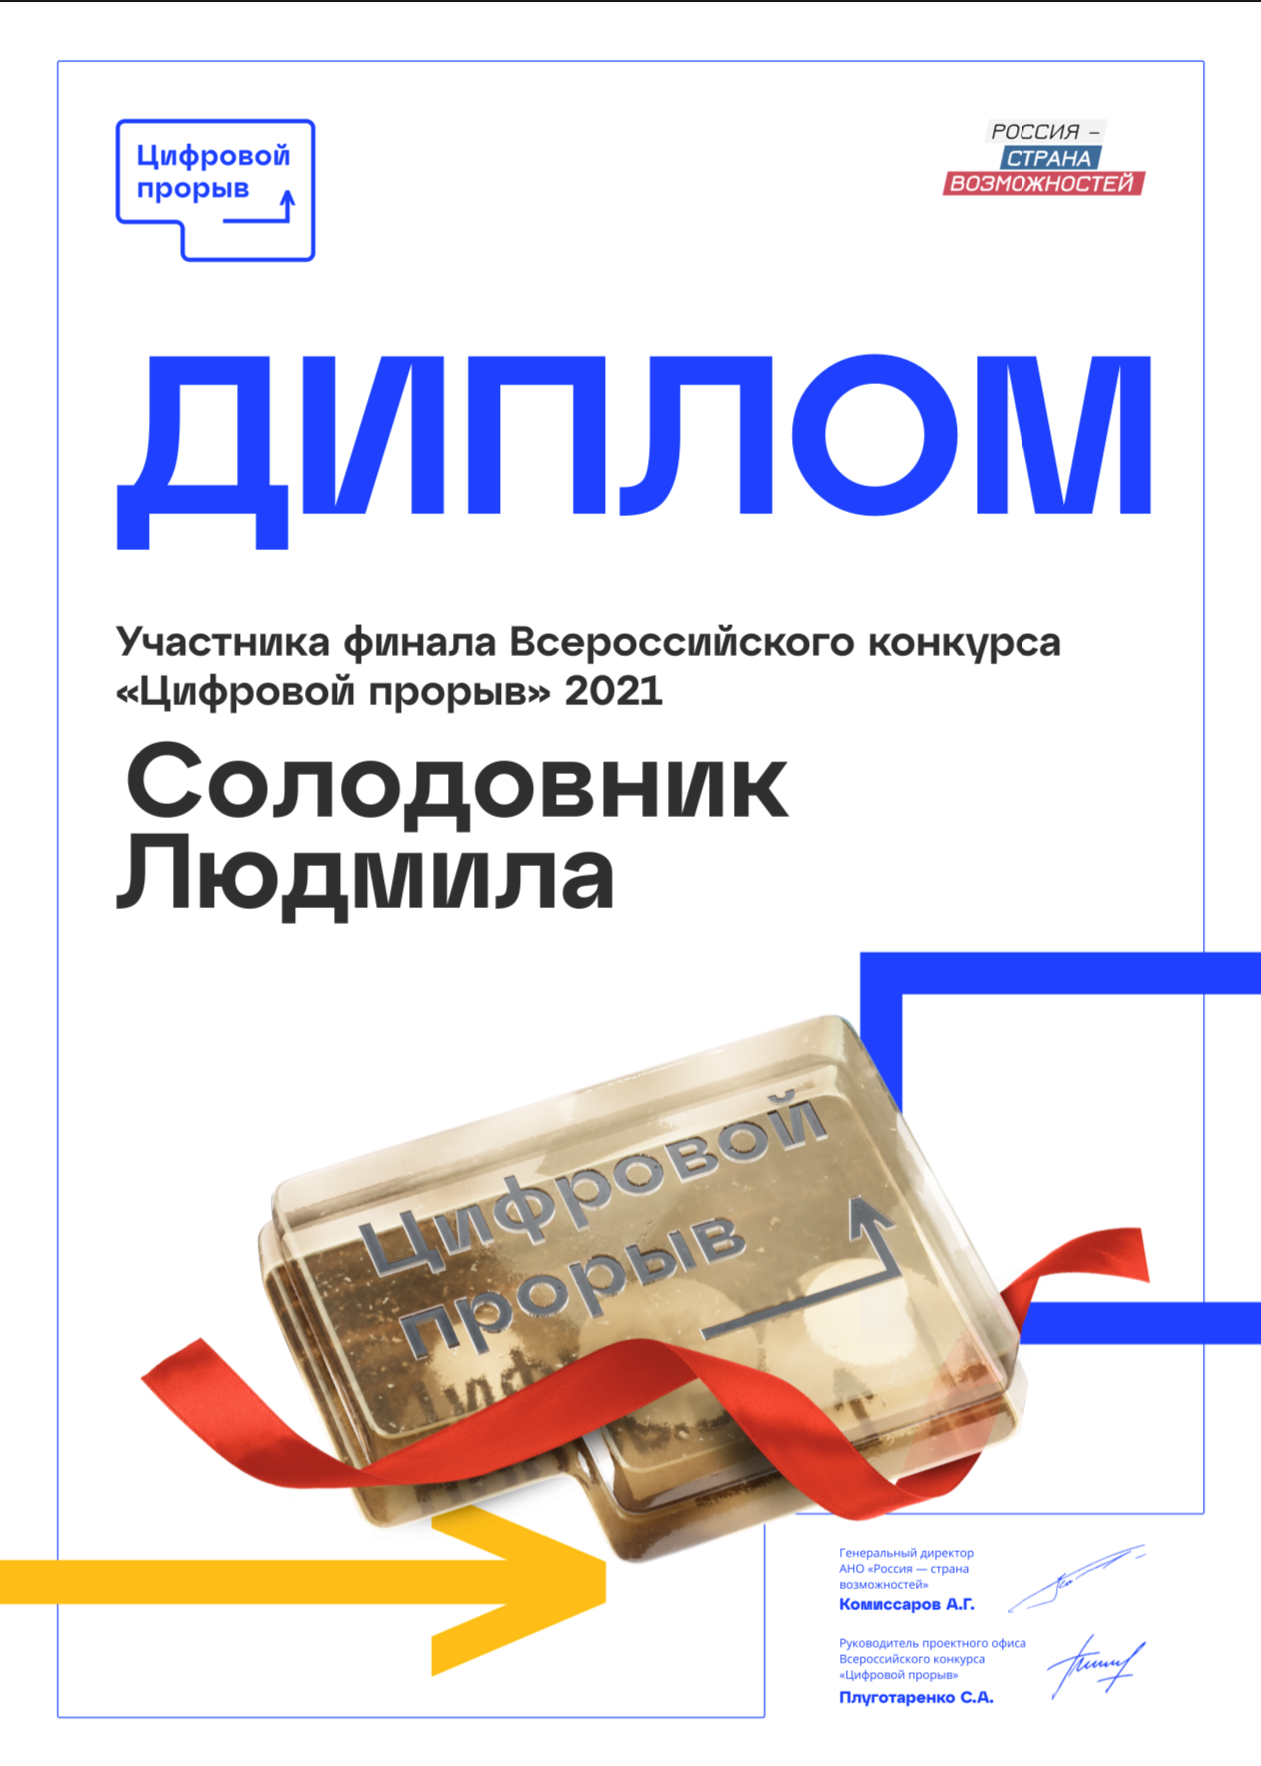 Цифровой
прорыв
РОССИЯ –
СТРАНА
ВОЗМОЖНОСТЕЙ
ДИПЛОМ
Участника финала Всероссийского конкурса
«Цифровой прорыв» 2021
Солодовник
Людмила
Цифровой
прорыв
Генеральный директор
АНО «Россия — страна
возможностей»
Комиссаров А.Г.
Руководитель проектного офиса
Всероссийского конкурса
«Цифровой прорыв»
Плуготаренко С.А.